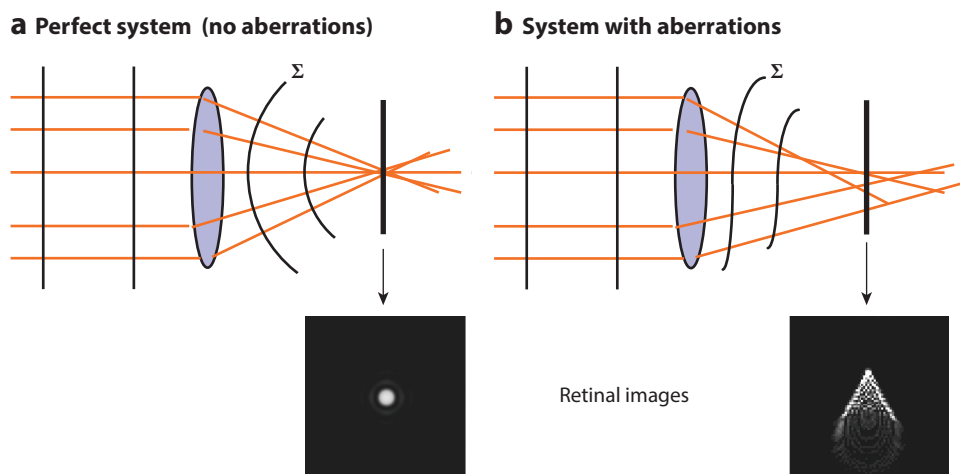 a Perfect system (no aberrations)
b System with aberrations
Σ
Σ
Retinal images